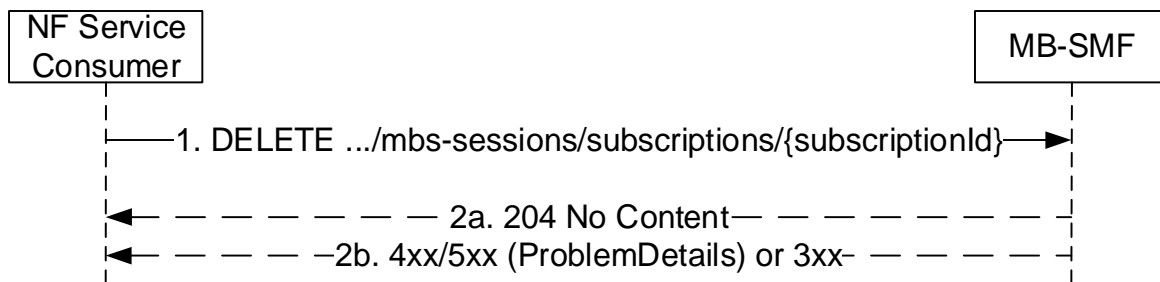 NF Service
Consumer
MB-SMF
1. DELETE .../mbs-sessions/subscriptions/{subscriptionId}
2a. 204 No Content
2b. 4xx/5xx (ProblemDetails) or 3xx